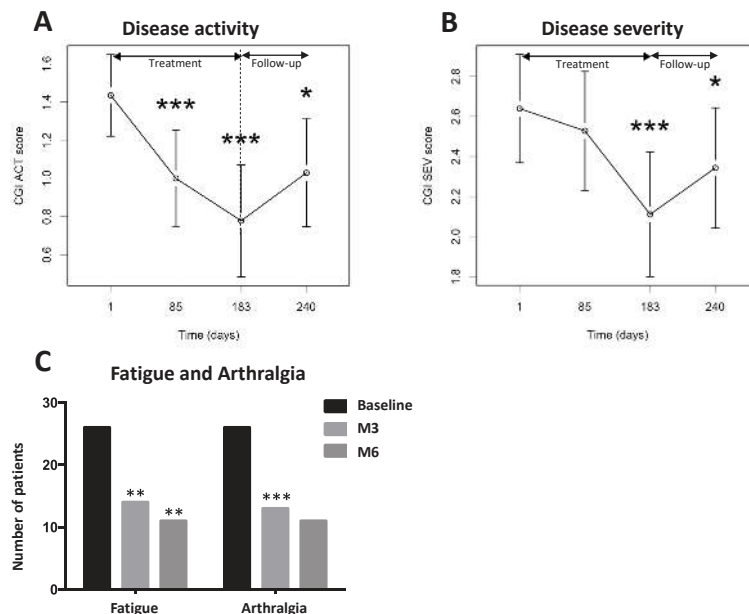 A
Disease activity
Treatment
Follow-up
***
***
*
CGI ACT score
1.6
1.4
1.2
1.0
0.8
0.6
1
85
183
240
Time (days)
B
Disease severity
Treatment
Follow-up
***
*
CGI SEV score
2.8
2.6
2.4
2.2
2.0
1.8
1
85
183
240
Time (days)
C
Fatigue and Arthralgia
Number of patients
30
20
10
0
**
**
***
Fatigue
Arthralgia
Baseline
M3
M6